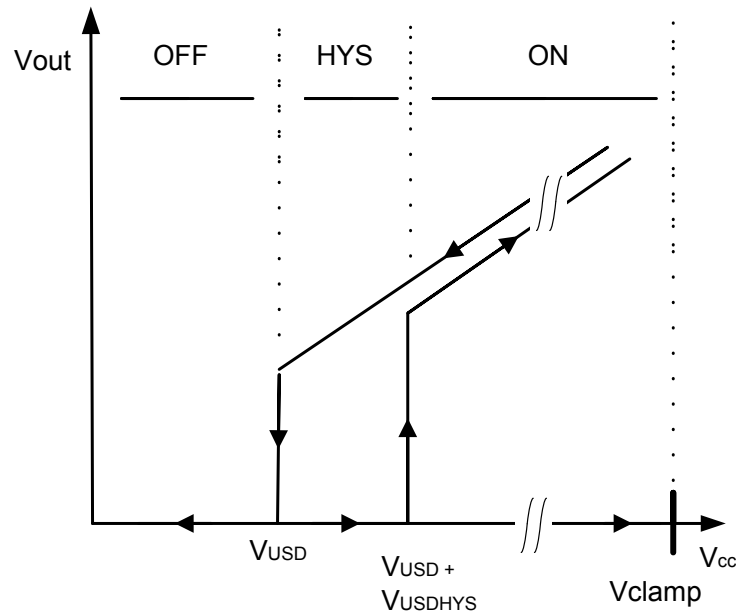 Vout
OFF
HYS
ON
VUSD
VUSD +
VUSDHYS
Vclamp
Vcc